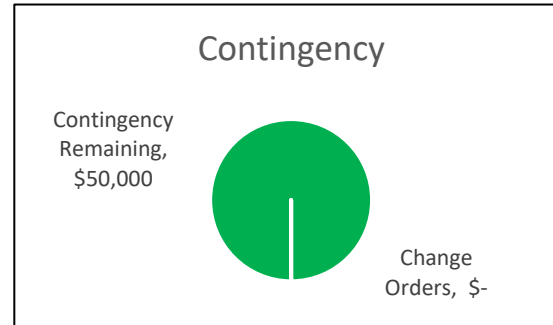 Contingency
Contingency
Remaining,
$50,000
Change
Orders, $-